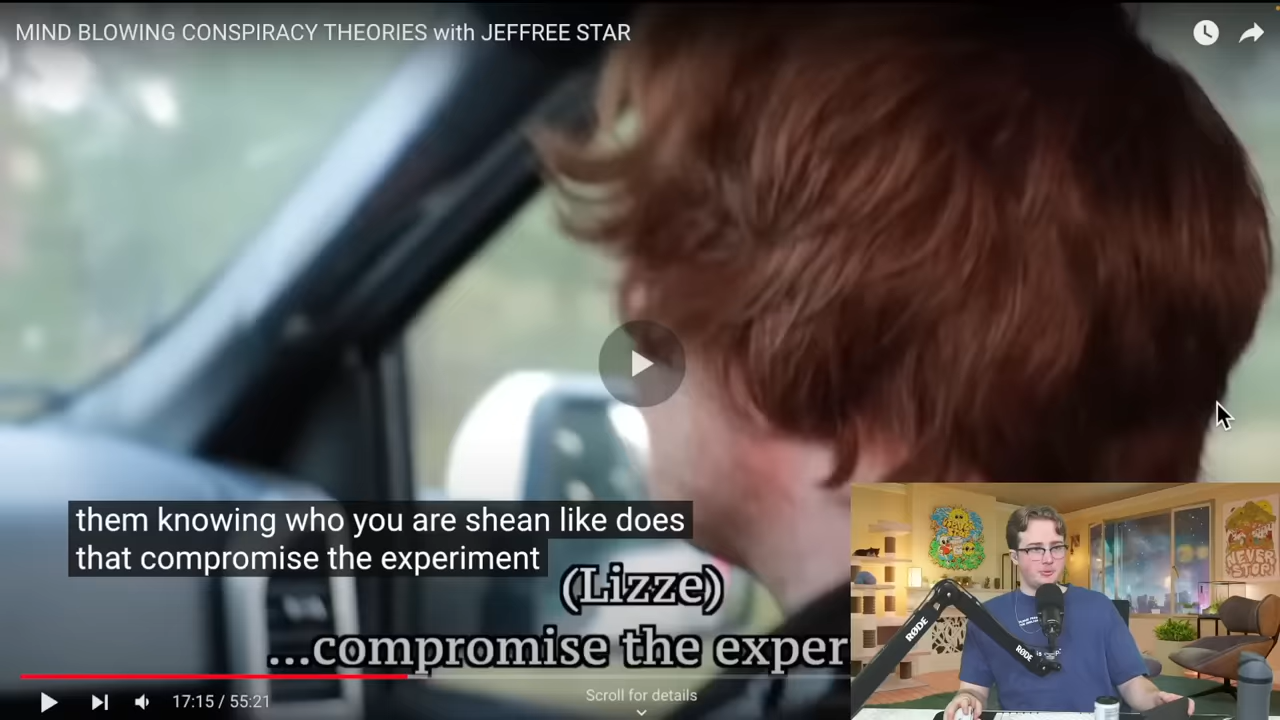 MIND BLOWING CONSPIRACY THEORIES with JEFFREE STAR
them knowing who you are shean like does
that compromise the experiment
(Lizze)
...compromise the exper
17:15 / 55:21
Scroll for details
RØDE
RØDE
NEVER
STOP!